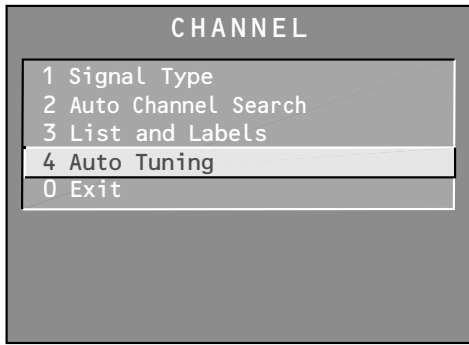 CHANNEL
1 Signal Type
2 Auto Channel Search
3 List and Labels
4 Auto Tuning
0 Exit